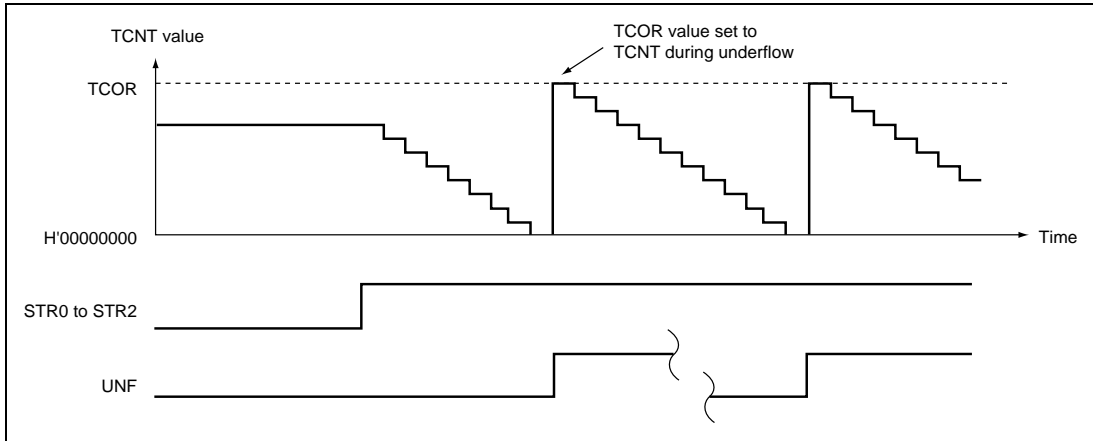 TCNT value
TCOR value set to
TCNT during underflow
TCOR
H'00000000
Time
STR0 to STR2
UNF